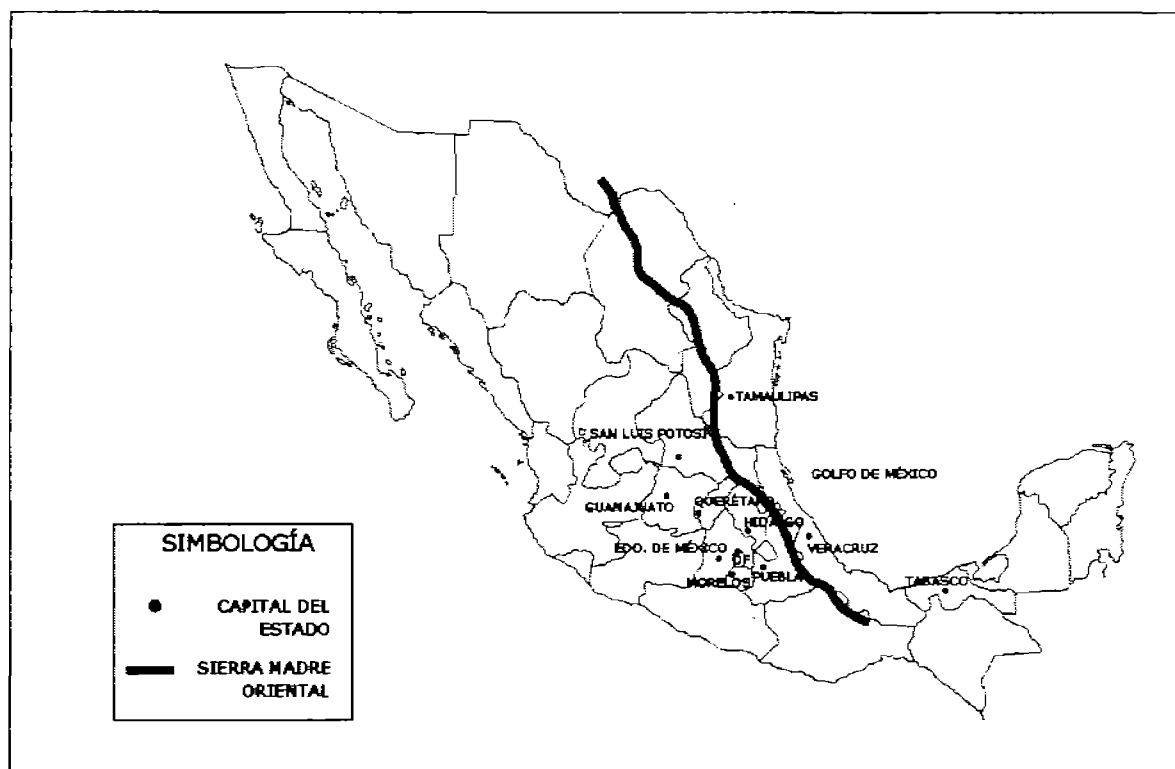 TAMAULIPAS
SAN LUIS POTOSÍ
GOLFO DE MÉXICO
GUANAJUATO
QUERÉTARO
HIDALGO
EDO. DE MÉXICO
DF
VERACRUZ
MORELOS
PUEBLA
TABASCO
SIMBOLOGÍA
CAPITAL DEL
ESTADO
SIERRA MADRE
ORIENTAL